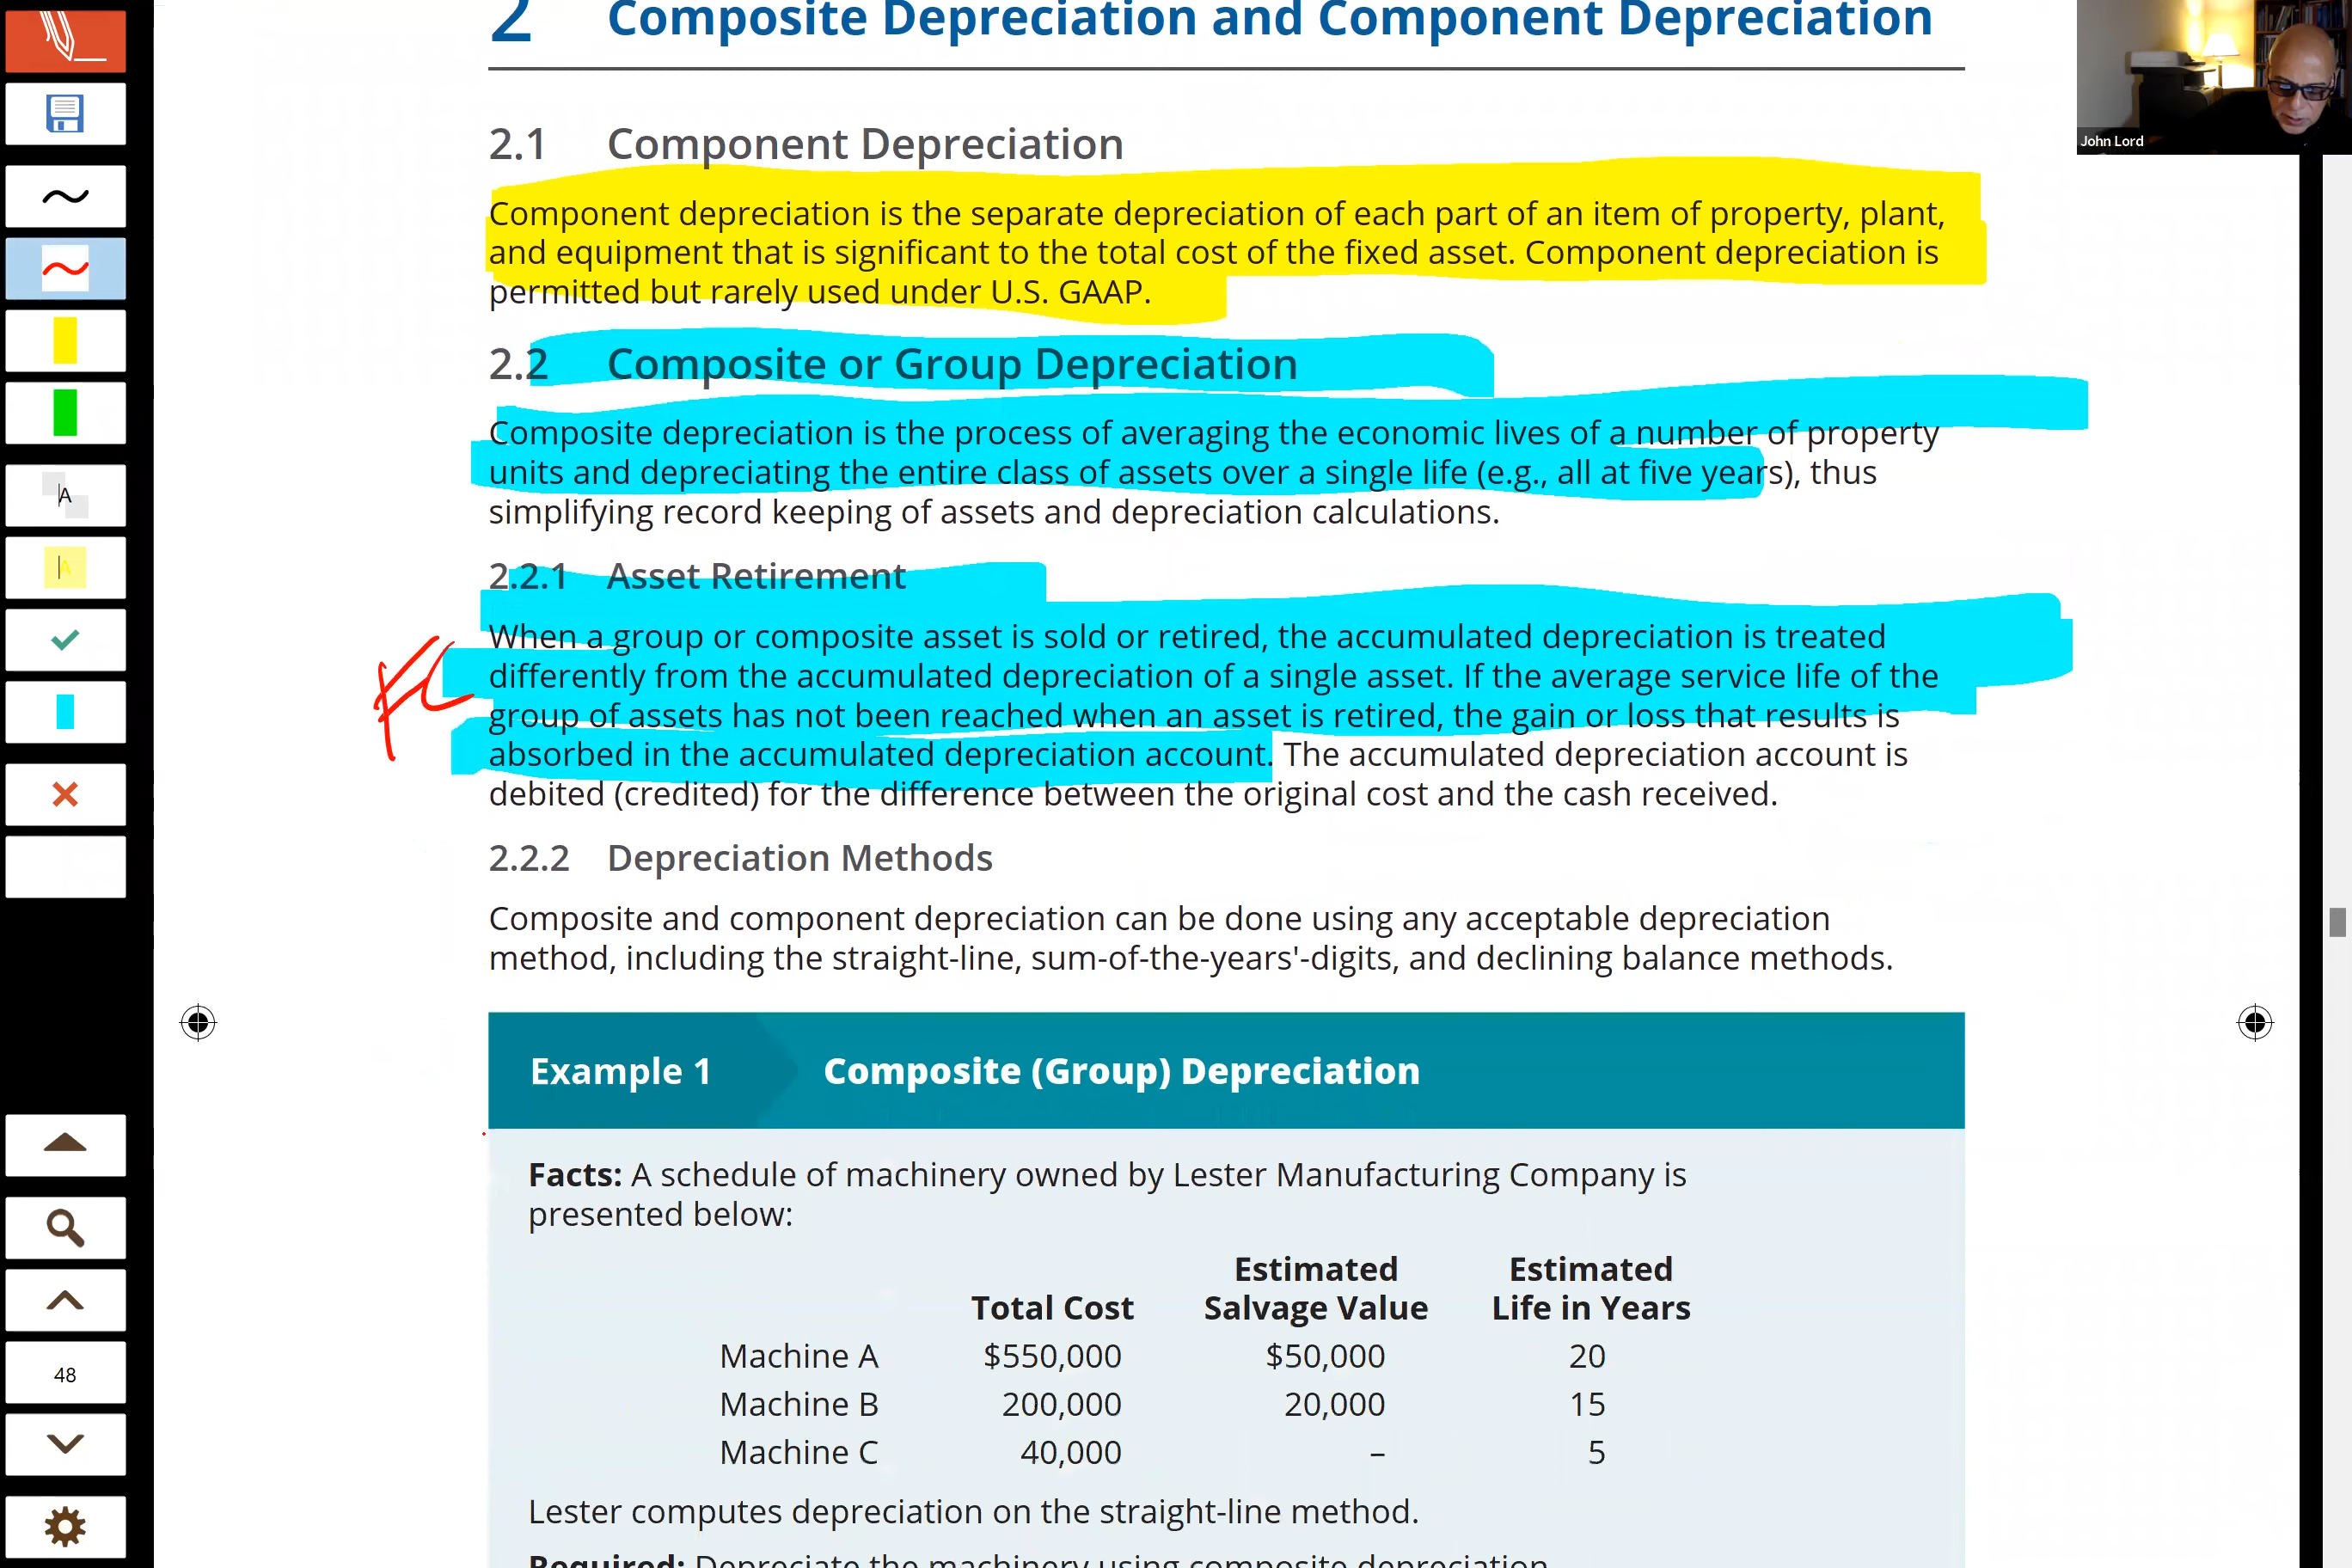 2 Composite Depreciation and Component Depreciation
John Lord
2.1 Component Depreciation
Component depreciation is the separate depreciation of each part of an item of property, plant,
and equipment that is significant to the total cost of the fixed asset. Component depreciation is
permitted but rarely used under U.S. GAAP.
2.2 Composite or Group Depreciation
Composite depreciation is the process of averaging the economic lives of a number of property
units and depreciating the entire class of assets over a single life (e.g., all at five years), thus
simplifying record keeping of assets and depreciation calculations.
2.2.1 Asset Retirement
When a group or composite asset is sold or retired, the accumulated depreciation is treated
differently from the accumulated depreciation of a single asset. If the average service life of the
group of assets has not been reached when an asset is retired, the gain or loss that results is
absorbed in the accumulated depreciation account. The accumulated depreciation account is
debited (credited) for the difference between the original cost and the cash received.
2.2.2 Depreciation Methods
Composite and component depreciation can be done using any acceptable depreciation
method, including the straight-line, sum-of-the-years'-digits, and declining balance methods.
Example 1 Composite (Group) Depreciation
Facts: A schedule of machinery owned by Lester Manufacturing Company is
presented below:
Estimated Estimated
Total Cost Salvage Value Life in Years
Machine A $550,000 $50,000 20
Machine B 200,000 20,000 15
Machine C 40,000 – 5
Lester computes depreciation on the straight-line method.
Required: Depreciate the machinery using composite depreciation.
A
A
48